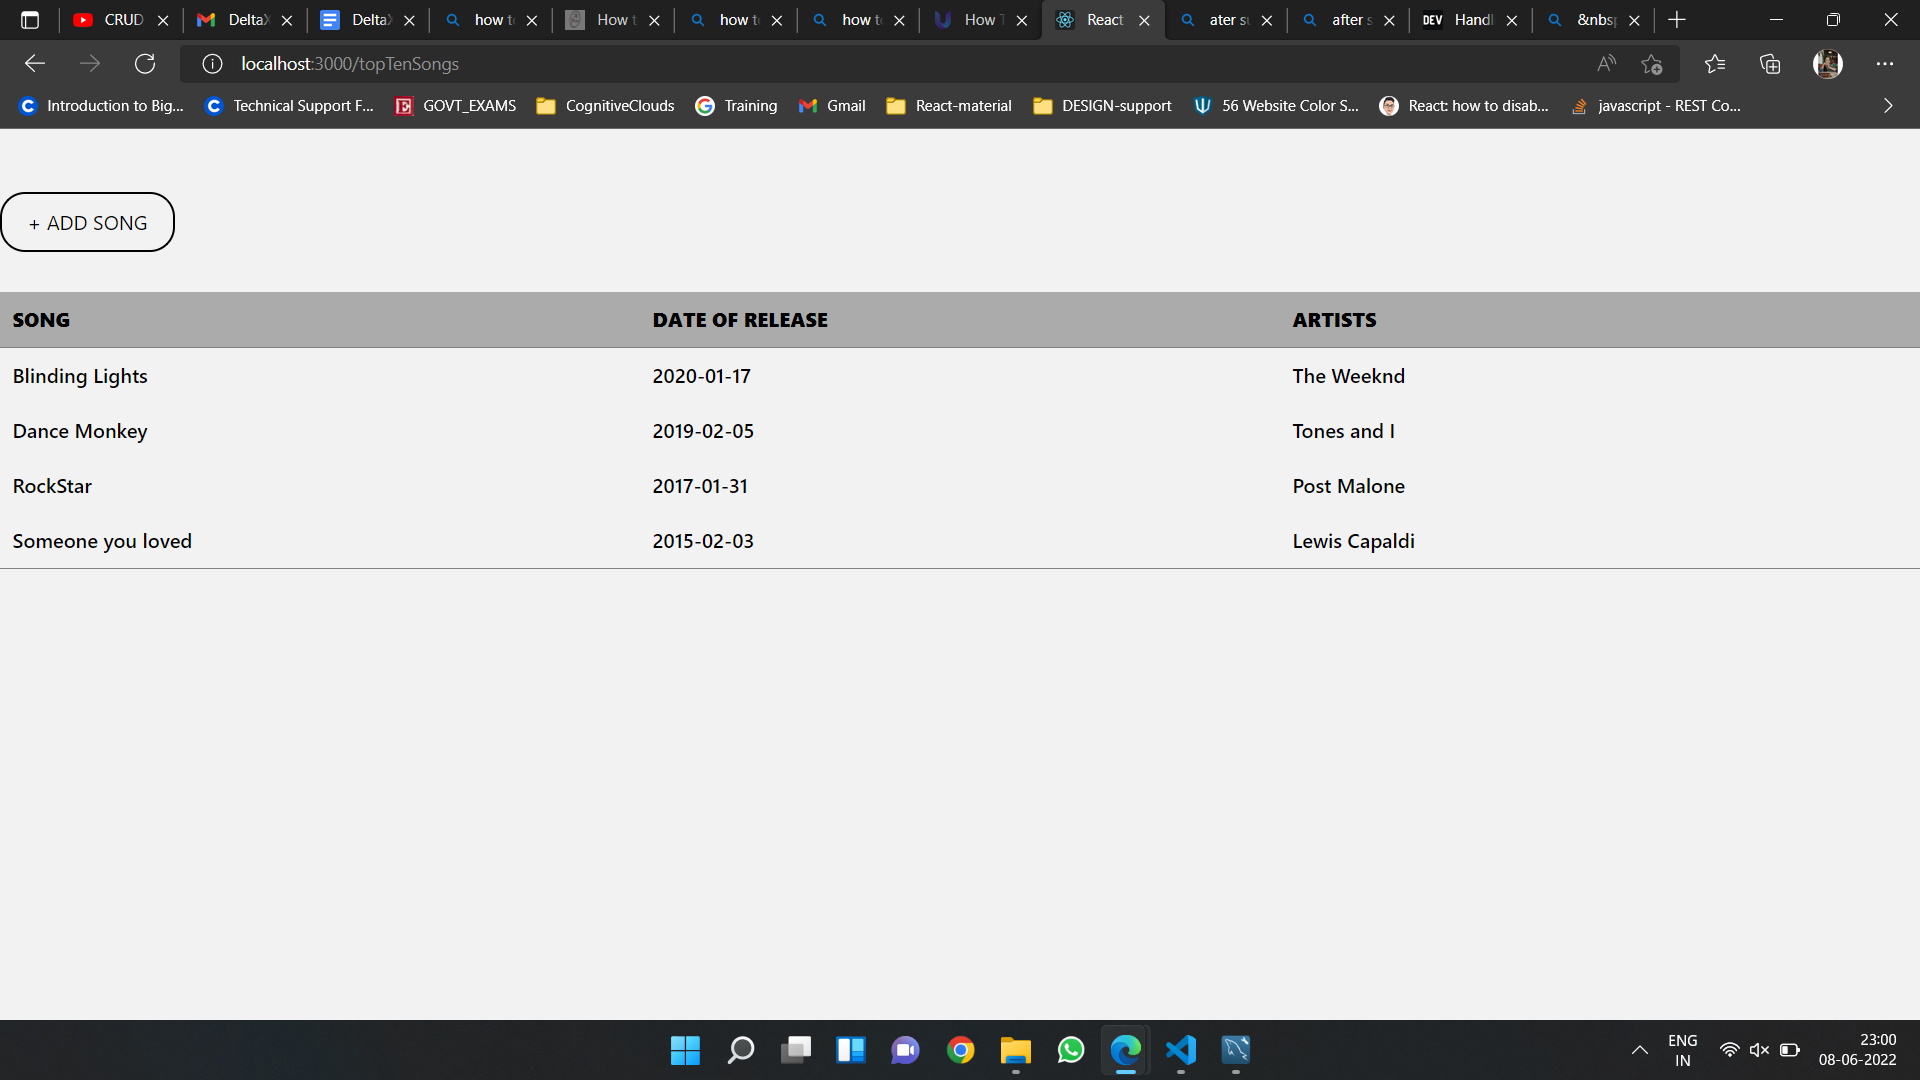 CRUD
Delta
Delta
how t
How t
how t
how t
How T
React
ater su
after s
DEV Handl
&nbsp
localhost:3000/topTenSongs
Introduction to Big... Technical Support F... GOVT_EXAMS CognitiveClouds Training Gmail React-material DESIGN-support 56 Website Color S... React: how to disab... javascript - REST Co...
+ ADD SONG
SONG DATE OF RELEASE ARTISTS
Blinding Lights 2020-01-17 The Weeknd
Dance Monkey 2019-02-05 Tones and I
RockStar 2017-01-31 Post Malone
Someone you loved 2015-02-03 Lewis Capaldi
ENG
IN
23:00
08-06-2022